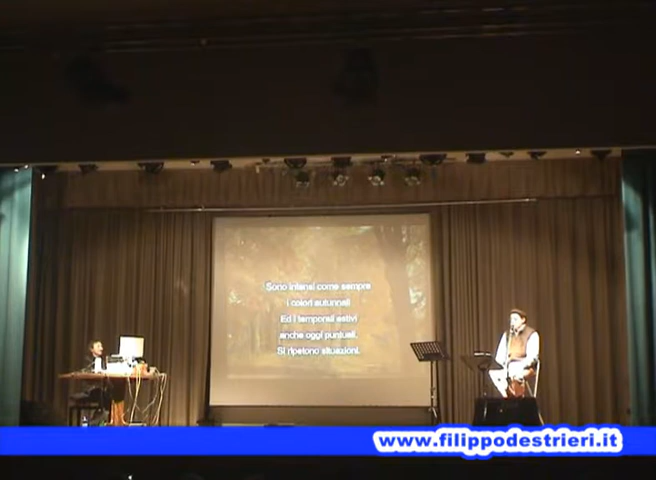 Sono intensi come sempre
i colori autunnali
Ed i temporali estivi
anche oggi puntuali.
Si ripetono situazioni.
www.filippodestrieri.it